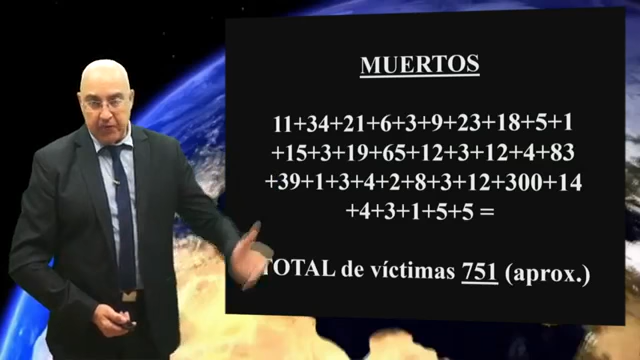 MUERTOS
11+34+21+6+3+9+23+18+5+1
+15+3+19+65+12+3+12+4+83
+39+1+3+4+2+8+3+12+300+14
+4+3+1+5+5 =
TOTAL de víctimas 751 (aprox.)